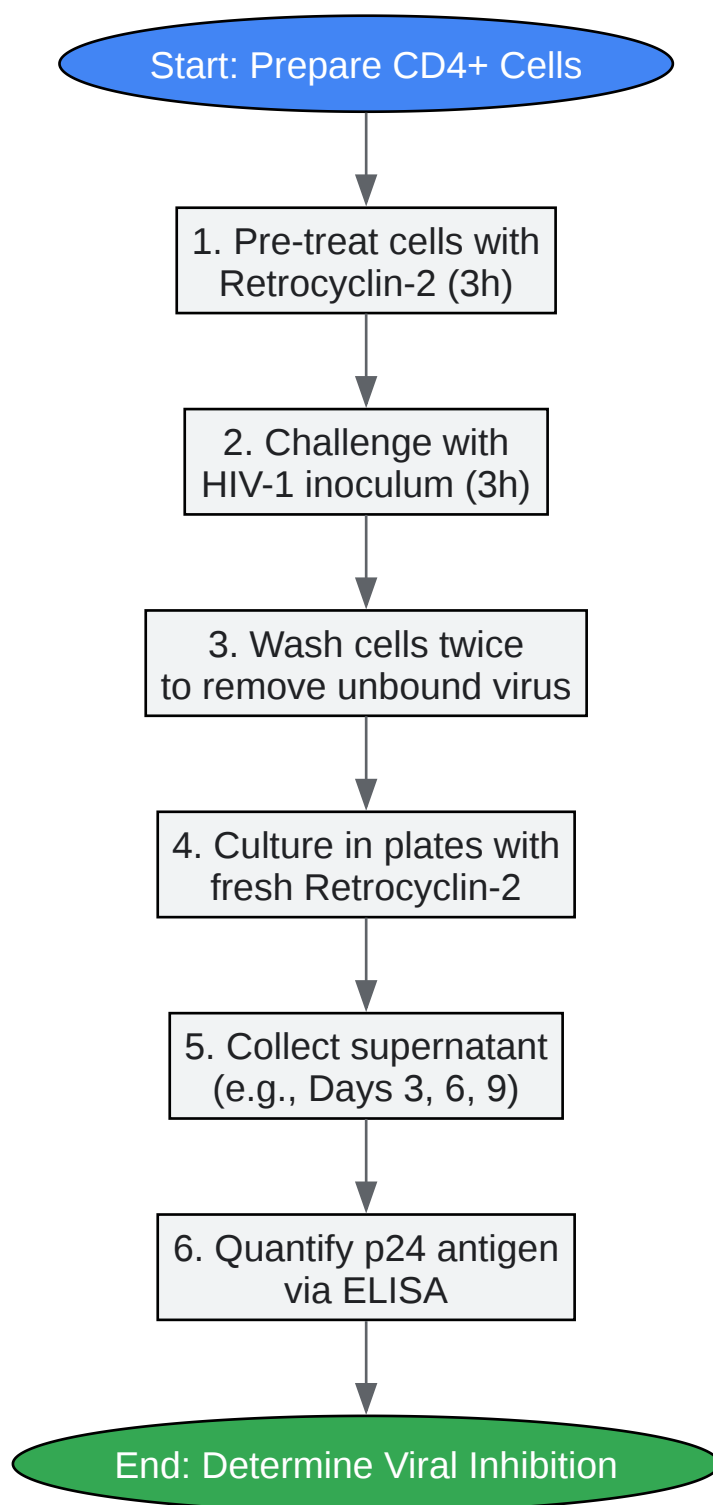 Start: Prepare CD4+ Cells
1. Pre-treat cells with
Retrocyclin-2 (3h)
2. Challenge with
HIV-1 inoculum (3h)
3. Wash cells twice
to remove unbound virus
4. Culture in plates with
fresh Retrocyclin-2
5. Collect supernatant
(e.g., Days 3, 6, 9)
6. Quantify p24 antigen
via ELISA
End: Determine Viral Inhibition